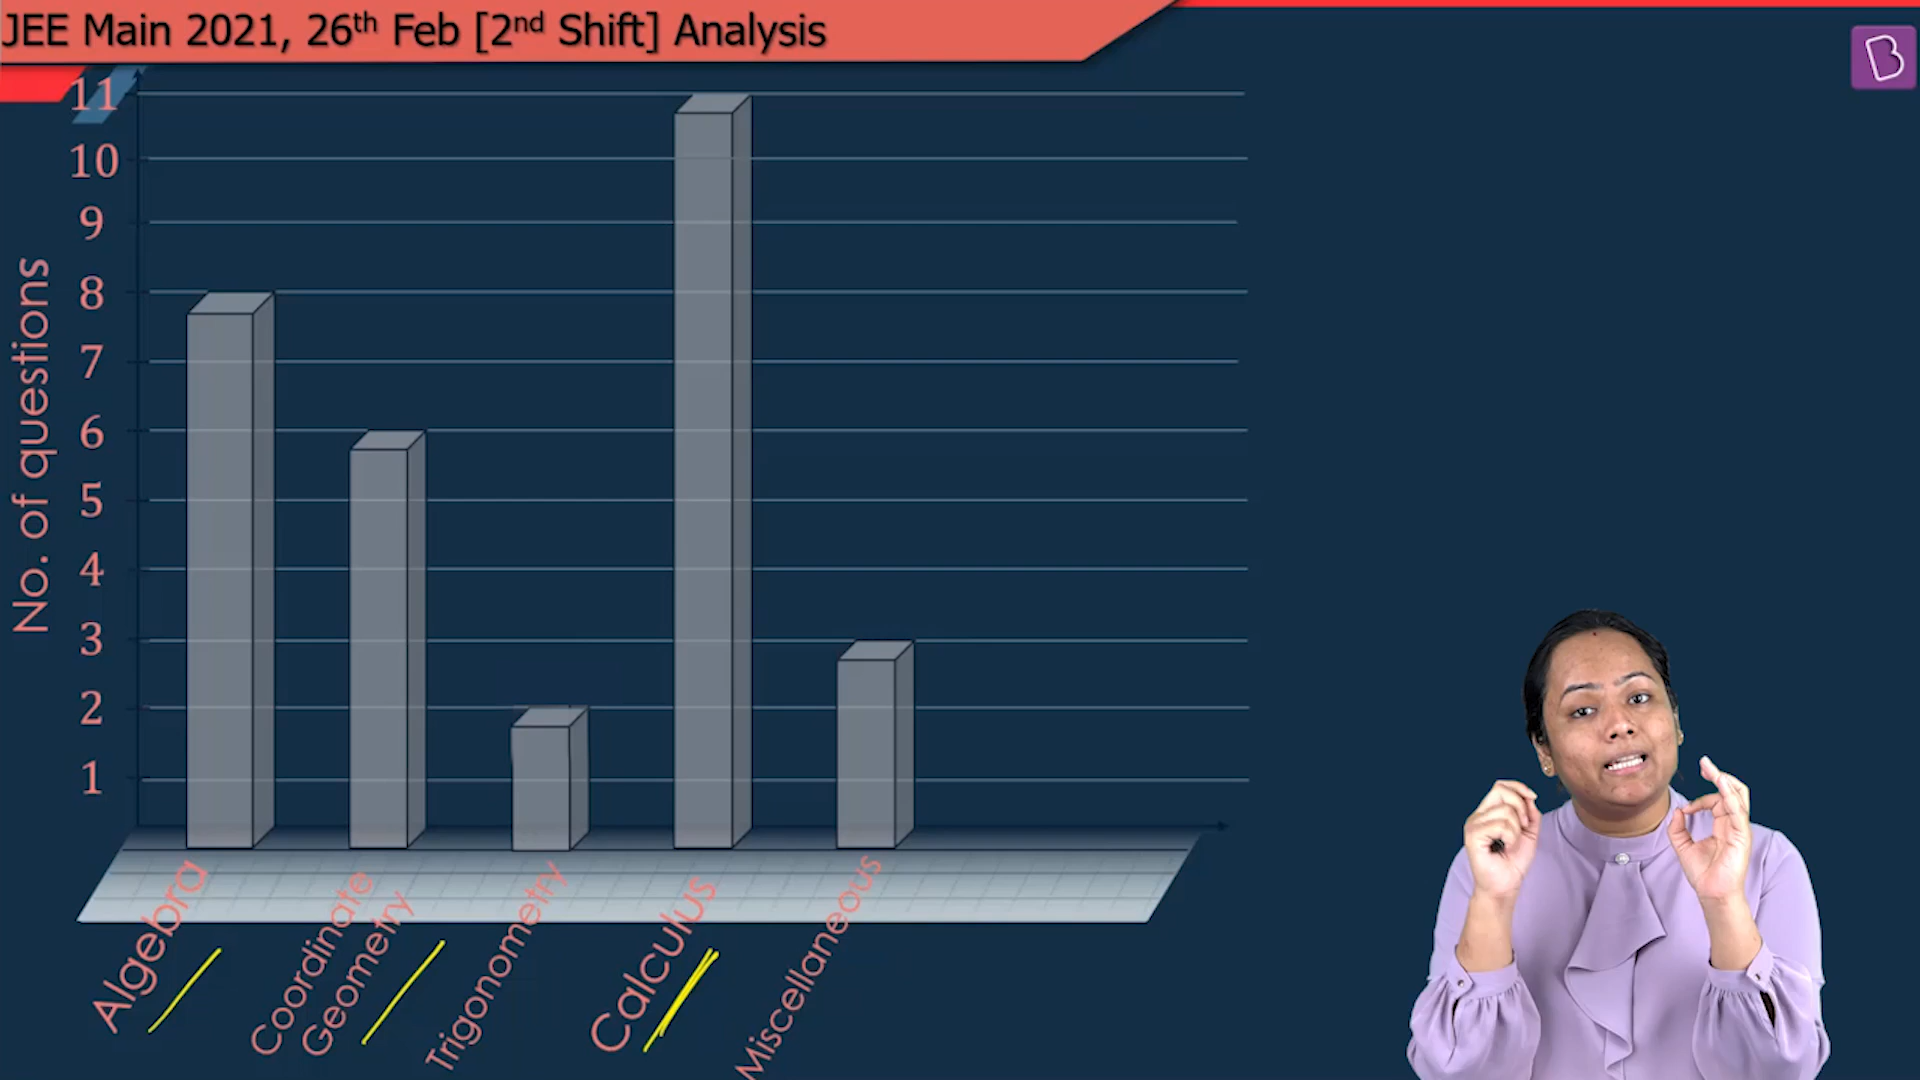 JEE Main 2021, 26th Feb [2nd Shift] Analysis
11
10
9
8
7
6
5
4
3
2
1
No. of questions
Algebra
Coordinate
Geometry
Trigonometry
Calculus
Miscellaneous
B